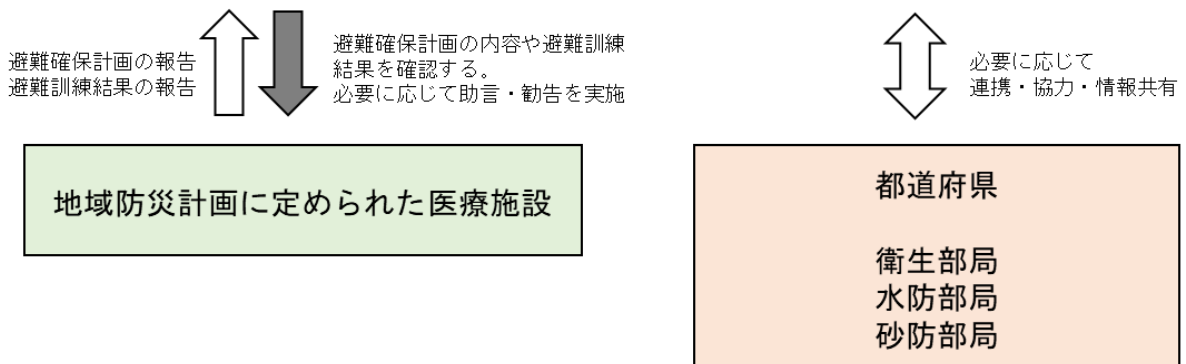 避難確保計画の報告
避難訓練結果の報告
避難確保計画の内容や避難訓練
結果を確認する。
必要に応じて助言・勧告を実施
必要に応じて
連携・協力・情報共有
地域防災計画に定められた医療施設
都道府県
衛生部局
水防部局
砂防部局